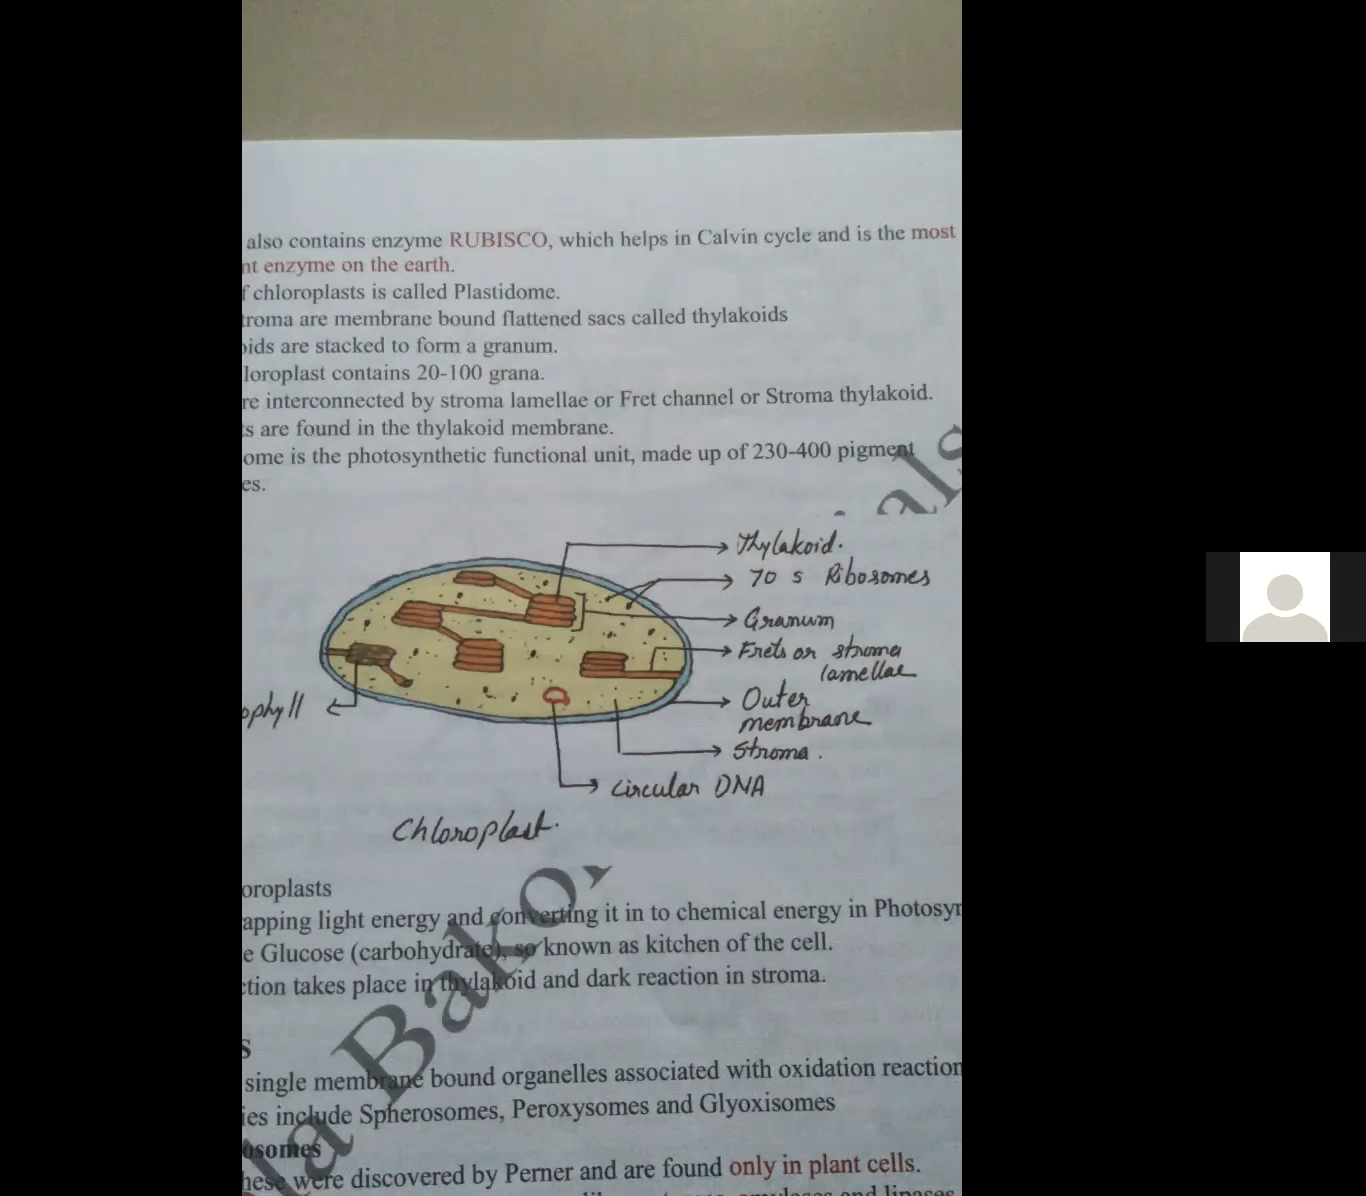 also contains enzyme RUBISCO, which helps in Calvin cycle and is the most
nt enzyme on the earth.
f chloroplasts is called Plastidome.
troma are membrane bound flattened sacs called thylakoids
oids are stacked to form a granum.
loroplast contains 20-100 grana.
re interconnected by stroma lamellae or Fret channel or Stroma thylakoid.
ts are found in the thylakoid membrane.
ome is the photosynthetic functional unit, made up of 230-400 pigment
es.
als
Thylakoid.
70 s Ribosomes
Granum
Frets or stroma
lamellae
Outer
membrane
ophyll
Stroma.
Circular DNA
Chloroplast.
oroplasts
apping light energy and converting it in to chemical energy in Photosyn
e Glucose (carbohydrate), so known as kitchen of the cell.
ction takes place in thylakoid and dark reaction in stroma.
s
single membrane bound organelles associated with oxidation reaction
ies include Spherosomes, Peroxysomes and Glyoxisomes
osomes
hese were discovered by Perner and are found only in plant cells.
la Bako